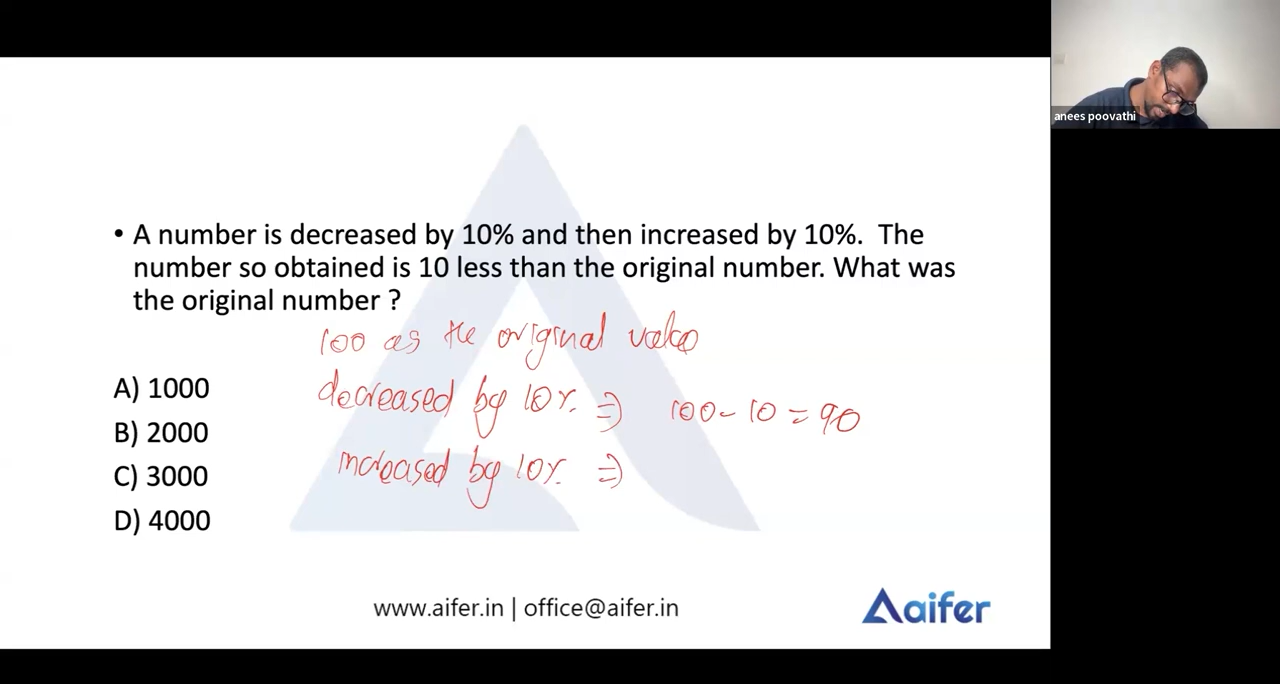 anees poovathi
• A number is decreased by 10% and then increased by 10%. The
number so obtained is 10 less than the original number. What was
the original number ?
100 as the original value
A) 1000
decreased by 10%. => 100 - 10 = 90
B) 2000
increased by 10%. =>
C) 3000
D) 4000
www.aifer.in | office@aifer.in
aifer